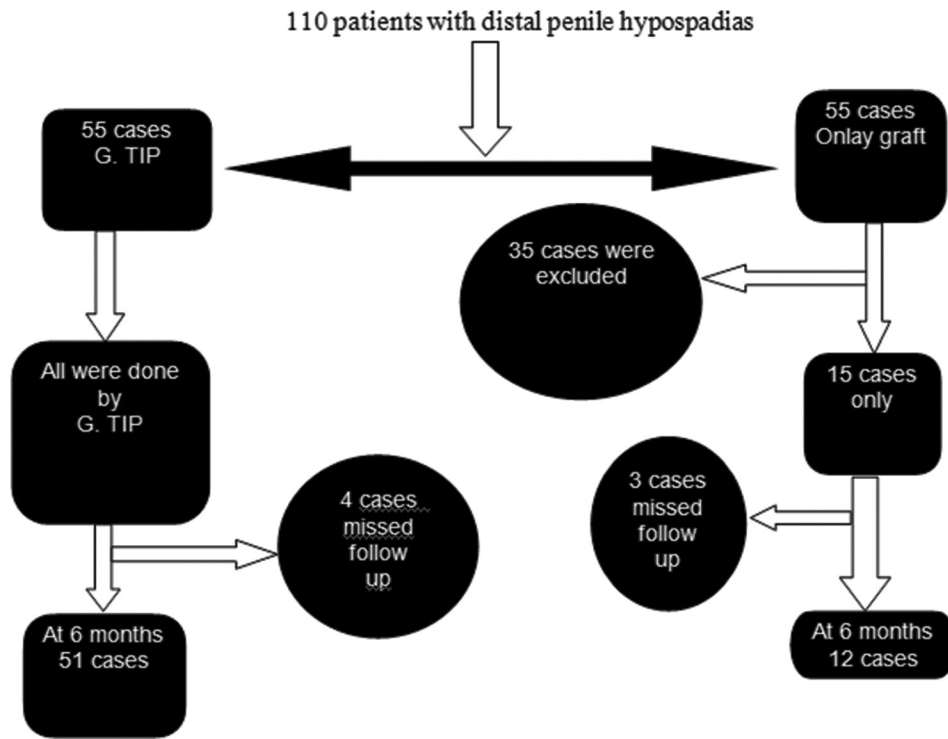 110 patients with distal penile hypospadias
55 cases
G. TIP
55 cases
Onlay graft
35 cases were
excluded
All were done
by
G. TIP
15 cases
only
4 cases
missed
follow
up
3 cases
missed
follow
up
At 6 months
51 cases
At 6 months
12 cases